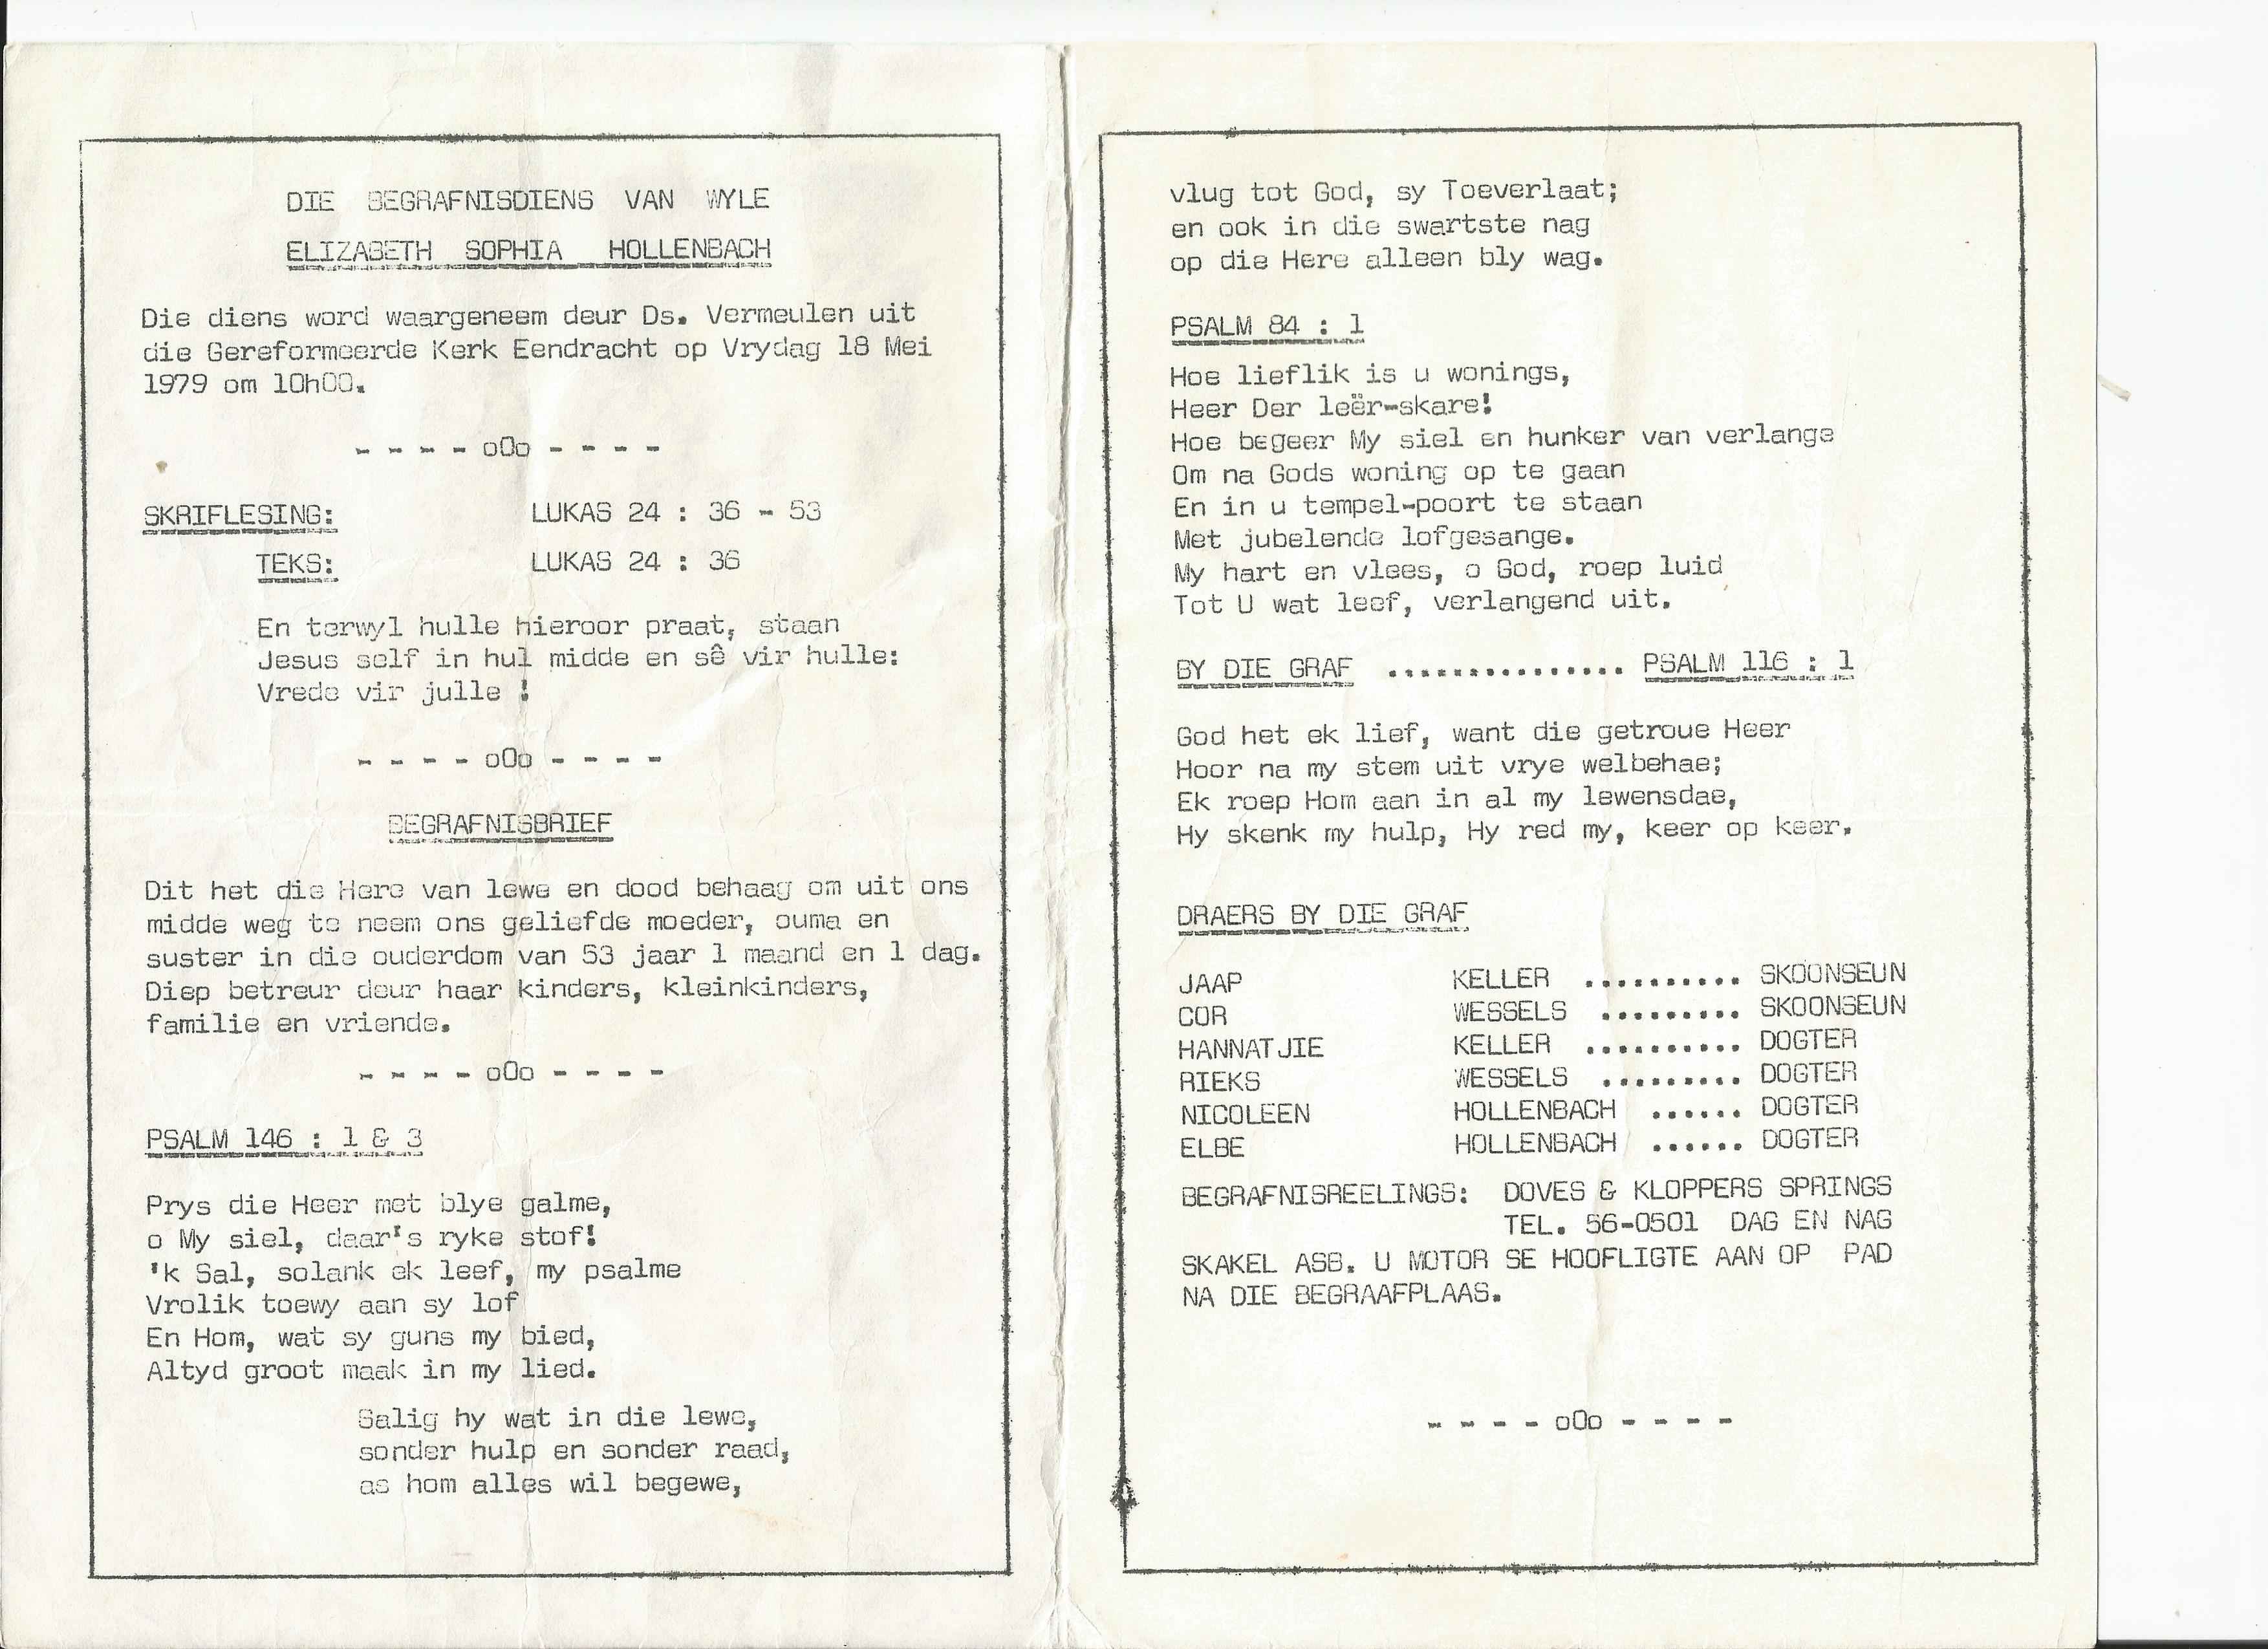 DIE BEGRAFNISDIENS VAN WYLE
ELIZABETH SOPHIA HOLLENBACH
Die diens word waargeneem deur Ds. Vermeulen uit
die Gereformeerde Kerk Eendracht op Vrydag 18 Mei
1979 om 10h00.
- - - - oOo - - - -
SKRIFLESING: LUKAS 24 : 36 - 53
TEKS: LUKAS 24 : 36
En terwyl hulle hieroor praat, staan
Jesus self in hul midde en sê vir hulle:
Vrede vir julle !
- - - - oOo - - - -
BEGRAFNISBRIEF
Dit het die Here van lewe en dood behaag om uit ons
midde weg te neem ons geliefde moeder, ouma en
suster in die ouderdom van 53 jaar 1 maand en 1 dag.
Diep betreur deur haar kinders, kleinkinders,
familie en vriende.
- - - - oOo - - - -
PSALM 146 : 1 & 3
Prys die Heer met blye galme,
o My siel, daar's ryke stof!
'k Sal, solank ek leef, my psalme
Vrolik toewy aan sy lof
En Hom, wat sy guns my bied,
Altyd groot maak in my lied.
Salig hy wat in die lewe,
sonder hulp en sonder raad,
as hom alles wil begewe,
vlug tot God, sy Toeverlaat;
en ook in die swartste nag
op die Here alleen bly wag.
PSALM 84 : 1
Hoe lieflik is u wonings,
Heer Der leër-skare!
Hoe begeer My siel en hunker van verlange
Om na Gods woning op te gaan
En in u tempel-poort te staan
Met jubelende lofgesange.
My hart en vlees, o God, roep luid
Tot U wat leef, verlangend uit.
BY DIE GRAF ............... PSALM 116 : 1
God het ek lief, want die getroue Heer
Hoor na my stem uit vrye welbehae;
Ek roep Hom aan in al my lewensdae,
Hy skenk my hulp, Hy red my, keer op keer.
DRAERS BY DIE GRAF
JAAP KELLER .......... SKOONSEUN
COR WESSELS ......... SKOONSEUN
HANNATJIE KELLER .......... DOGTER
RIEKS WESSELS ......... DOGTER
NICOLEEN HOLLENBACH ...... DOGTER
ELBE HOLLENBACH ...... DOGTER
BEGRAFNISREELINGS: DOVES & KLOPPERS SPRINGS
TEL. 56-0501 DAG EN NAG
SKAKEL ASB. U MOTOR SE HOOFLIGTE AAN OP PAD
NA DIE BEGRAAFPLAAS.
- - - - oOo - - - -